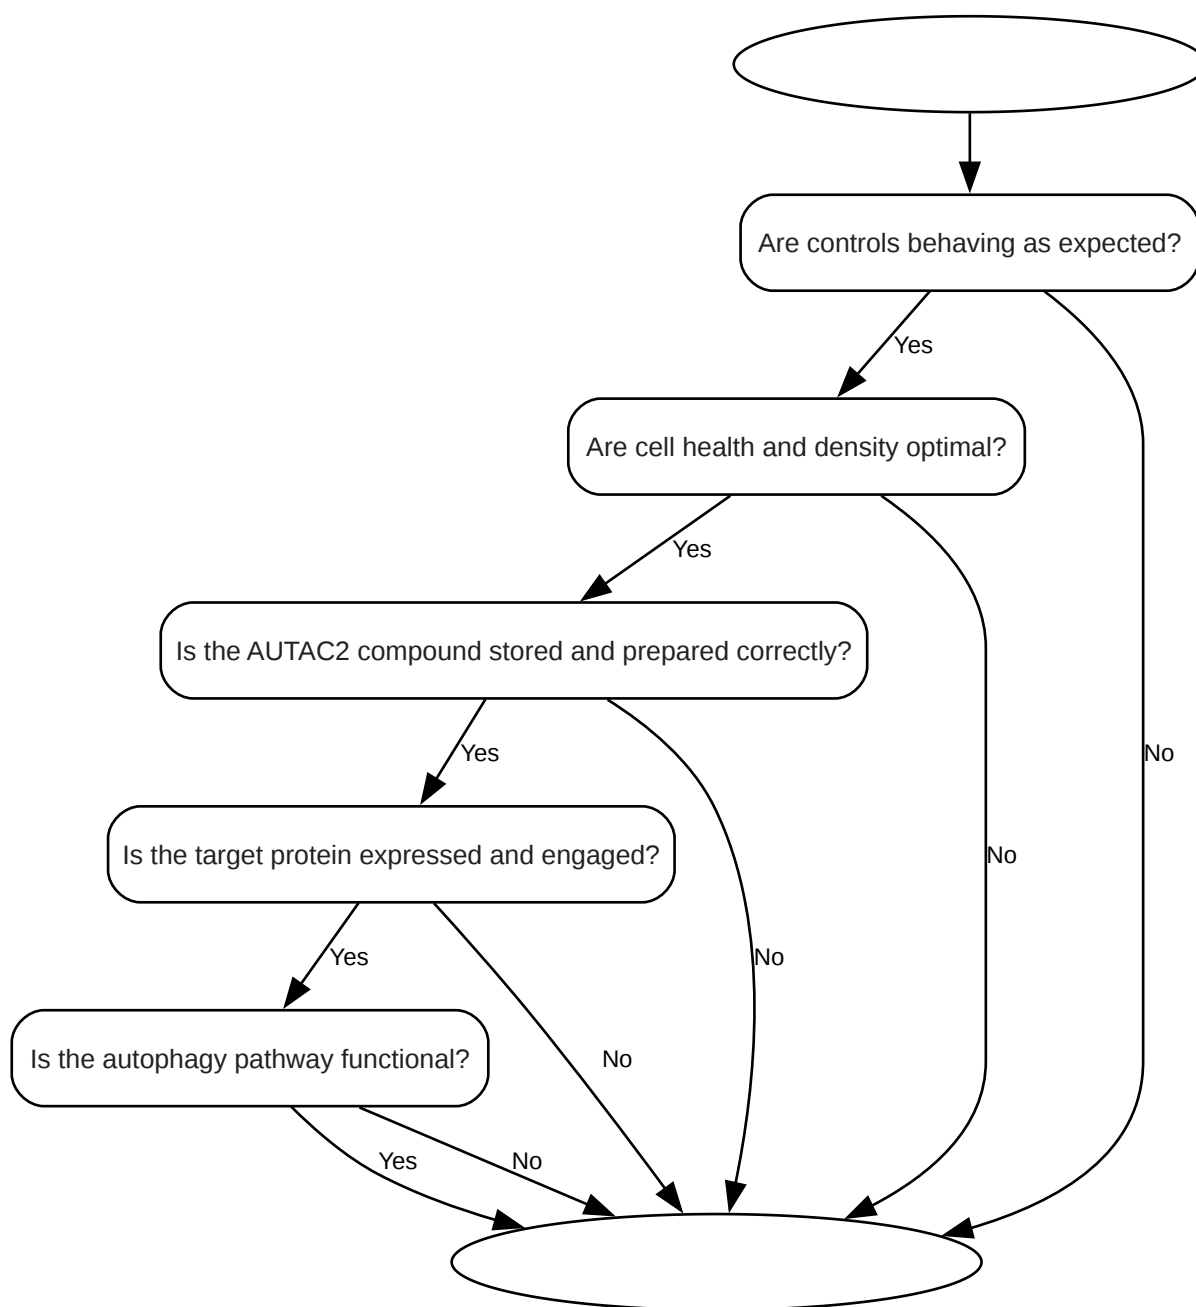 Are controls behaving as expected?
Yes
Are cell health and density optimal?
Yes
Is the AUTAC2 compound stored and prepared correctly?
Yes
No
Is the target protein expressed and engaged?
No
Yes
No
Is the autophagy pathway functional?
No
Yes
No